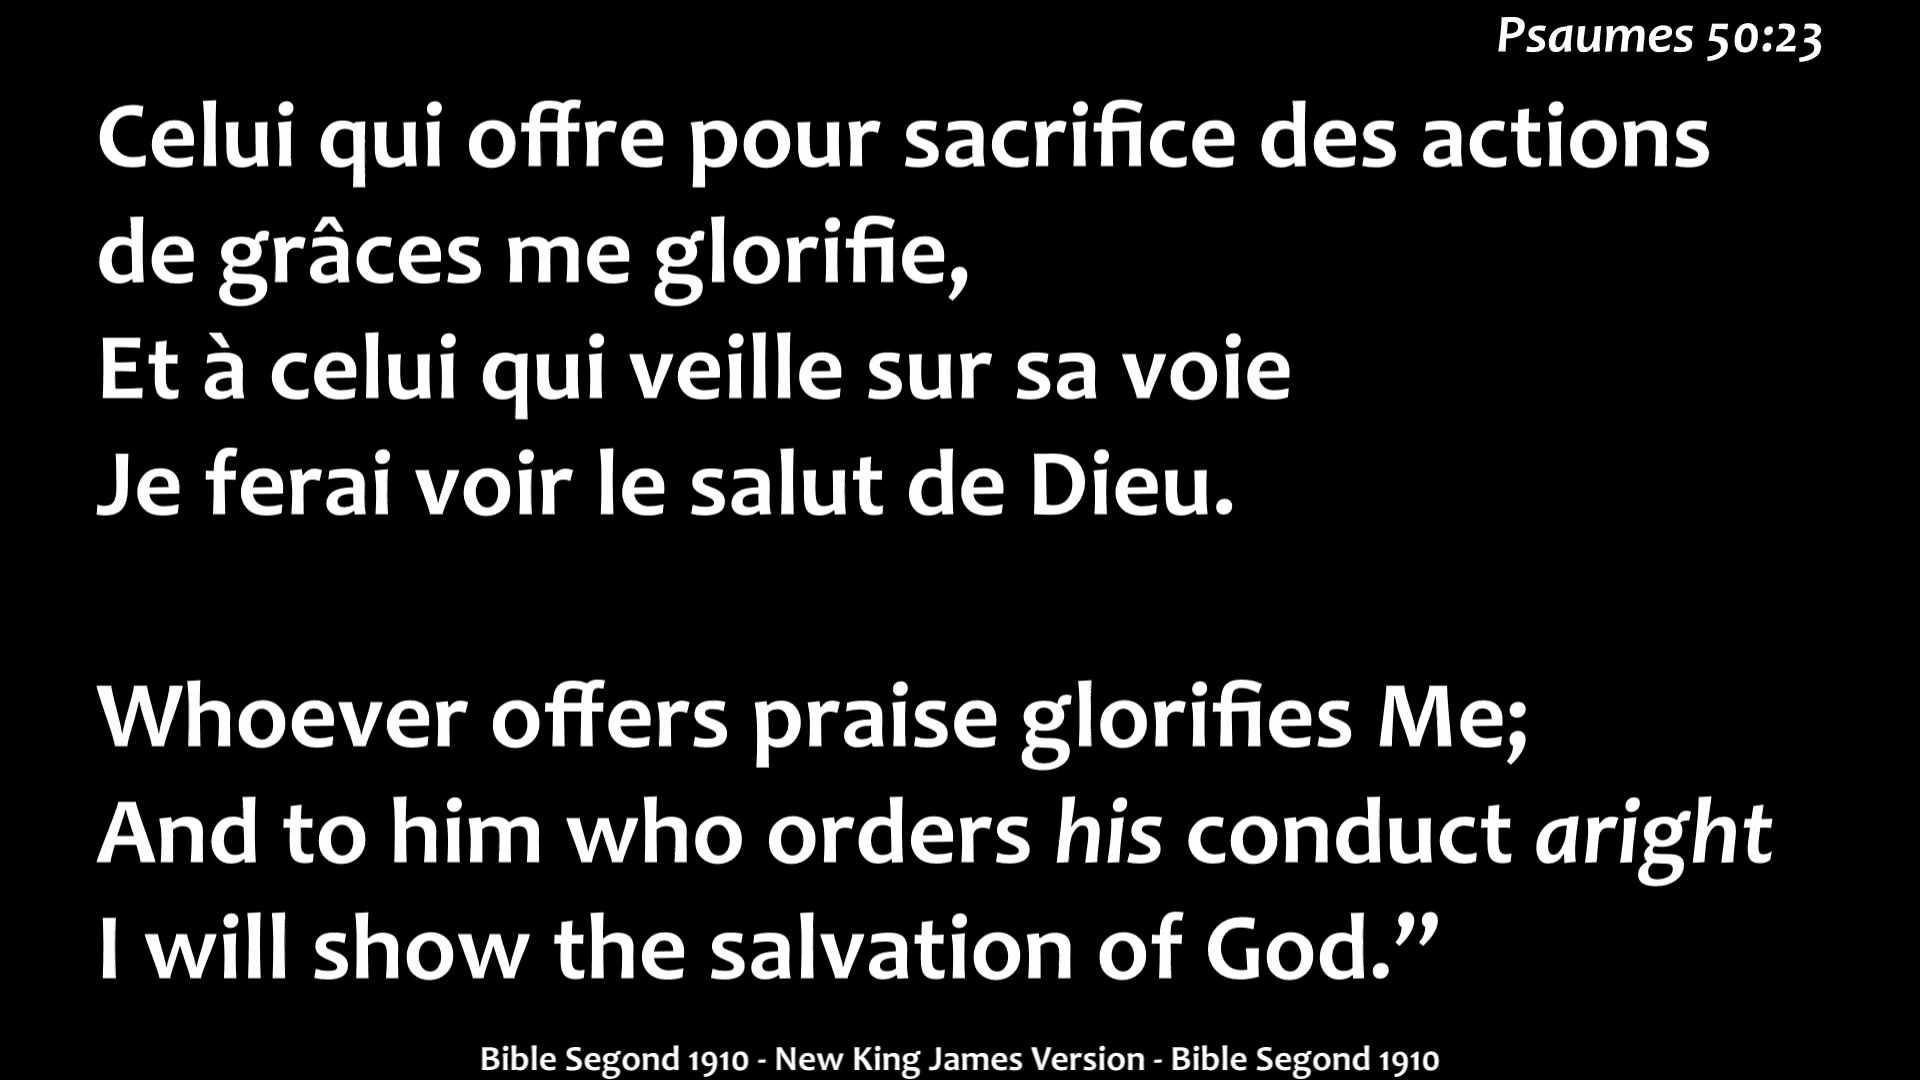 Psaumes 50:23
Celui qui offre pour sacrifice des actions
de grâces me glorifie,
Et à celui qui veille sur sa voie
Je ferai voir le salut de Dieu.
Whoever offers praise glorifies Me;
And to him who orders his conduct aright
I will show the salvation of God.”
Bible Segond 1910 - New King James Version - Bible Segond 1910